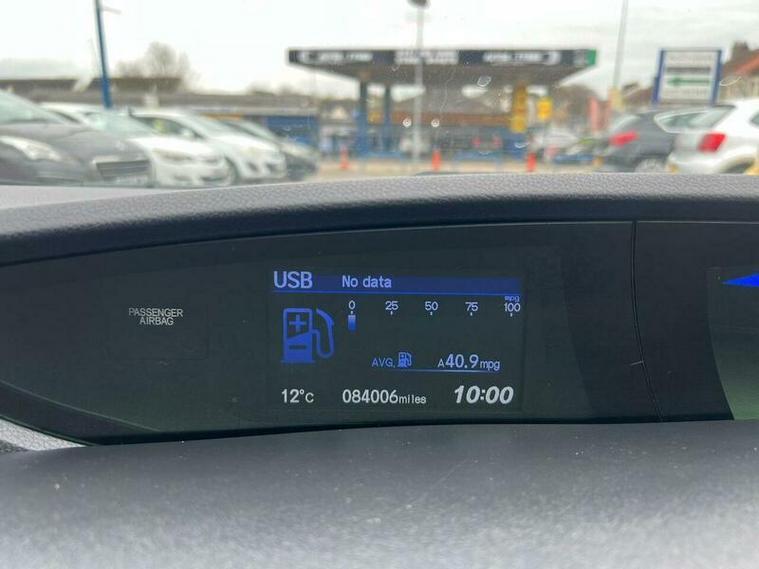 USB No data
mpg
0 25 50 75 100
PASSENGER
AIRBAG
AVG. A40.9mpg
12°C 084006miles 10:00